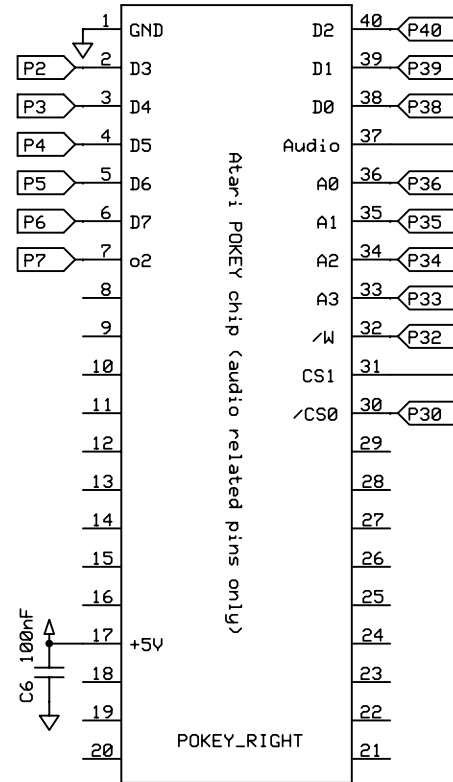 1 GND D2 40 P40
P2 2 D3 D1 39 P39
P3 3 D4 D0 38 P38
P4 4 D5 Audio 37
P5 5 D6 A0 36 P36
P6 6 D7 A1 35 P35
P7 7 o2 A2 34 P34
8 A3 33 P33
9 /W 32 P32
10 CS1 31
11 /CS0 30 P30
12 29
13 28
14 27
15 26
16 25
17 +5V 24
18 23
19 22
20 21
Atari POKEY chip (audio related pins only)
C6 100nF
POKEY_RIGHT